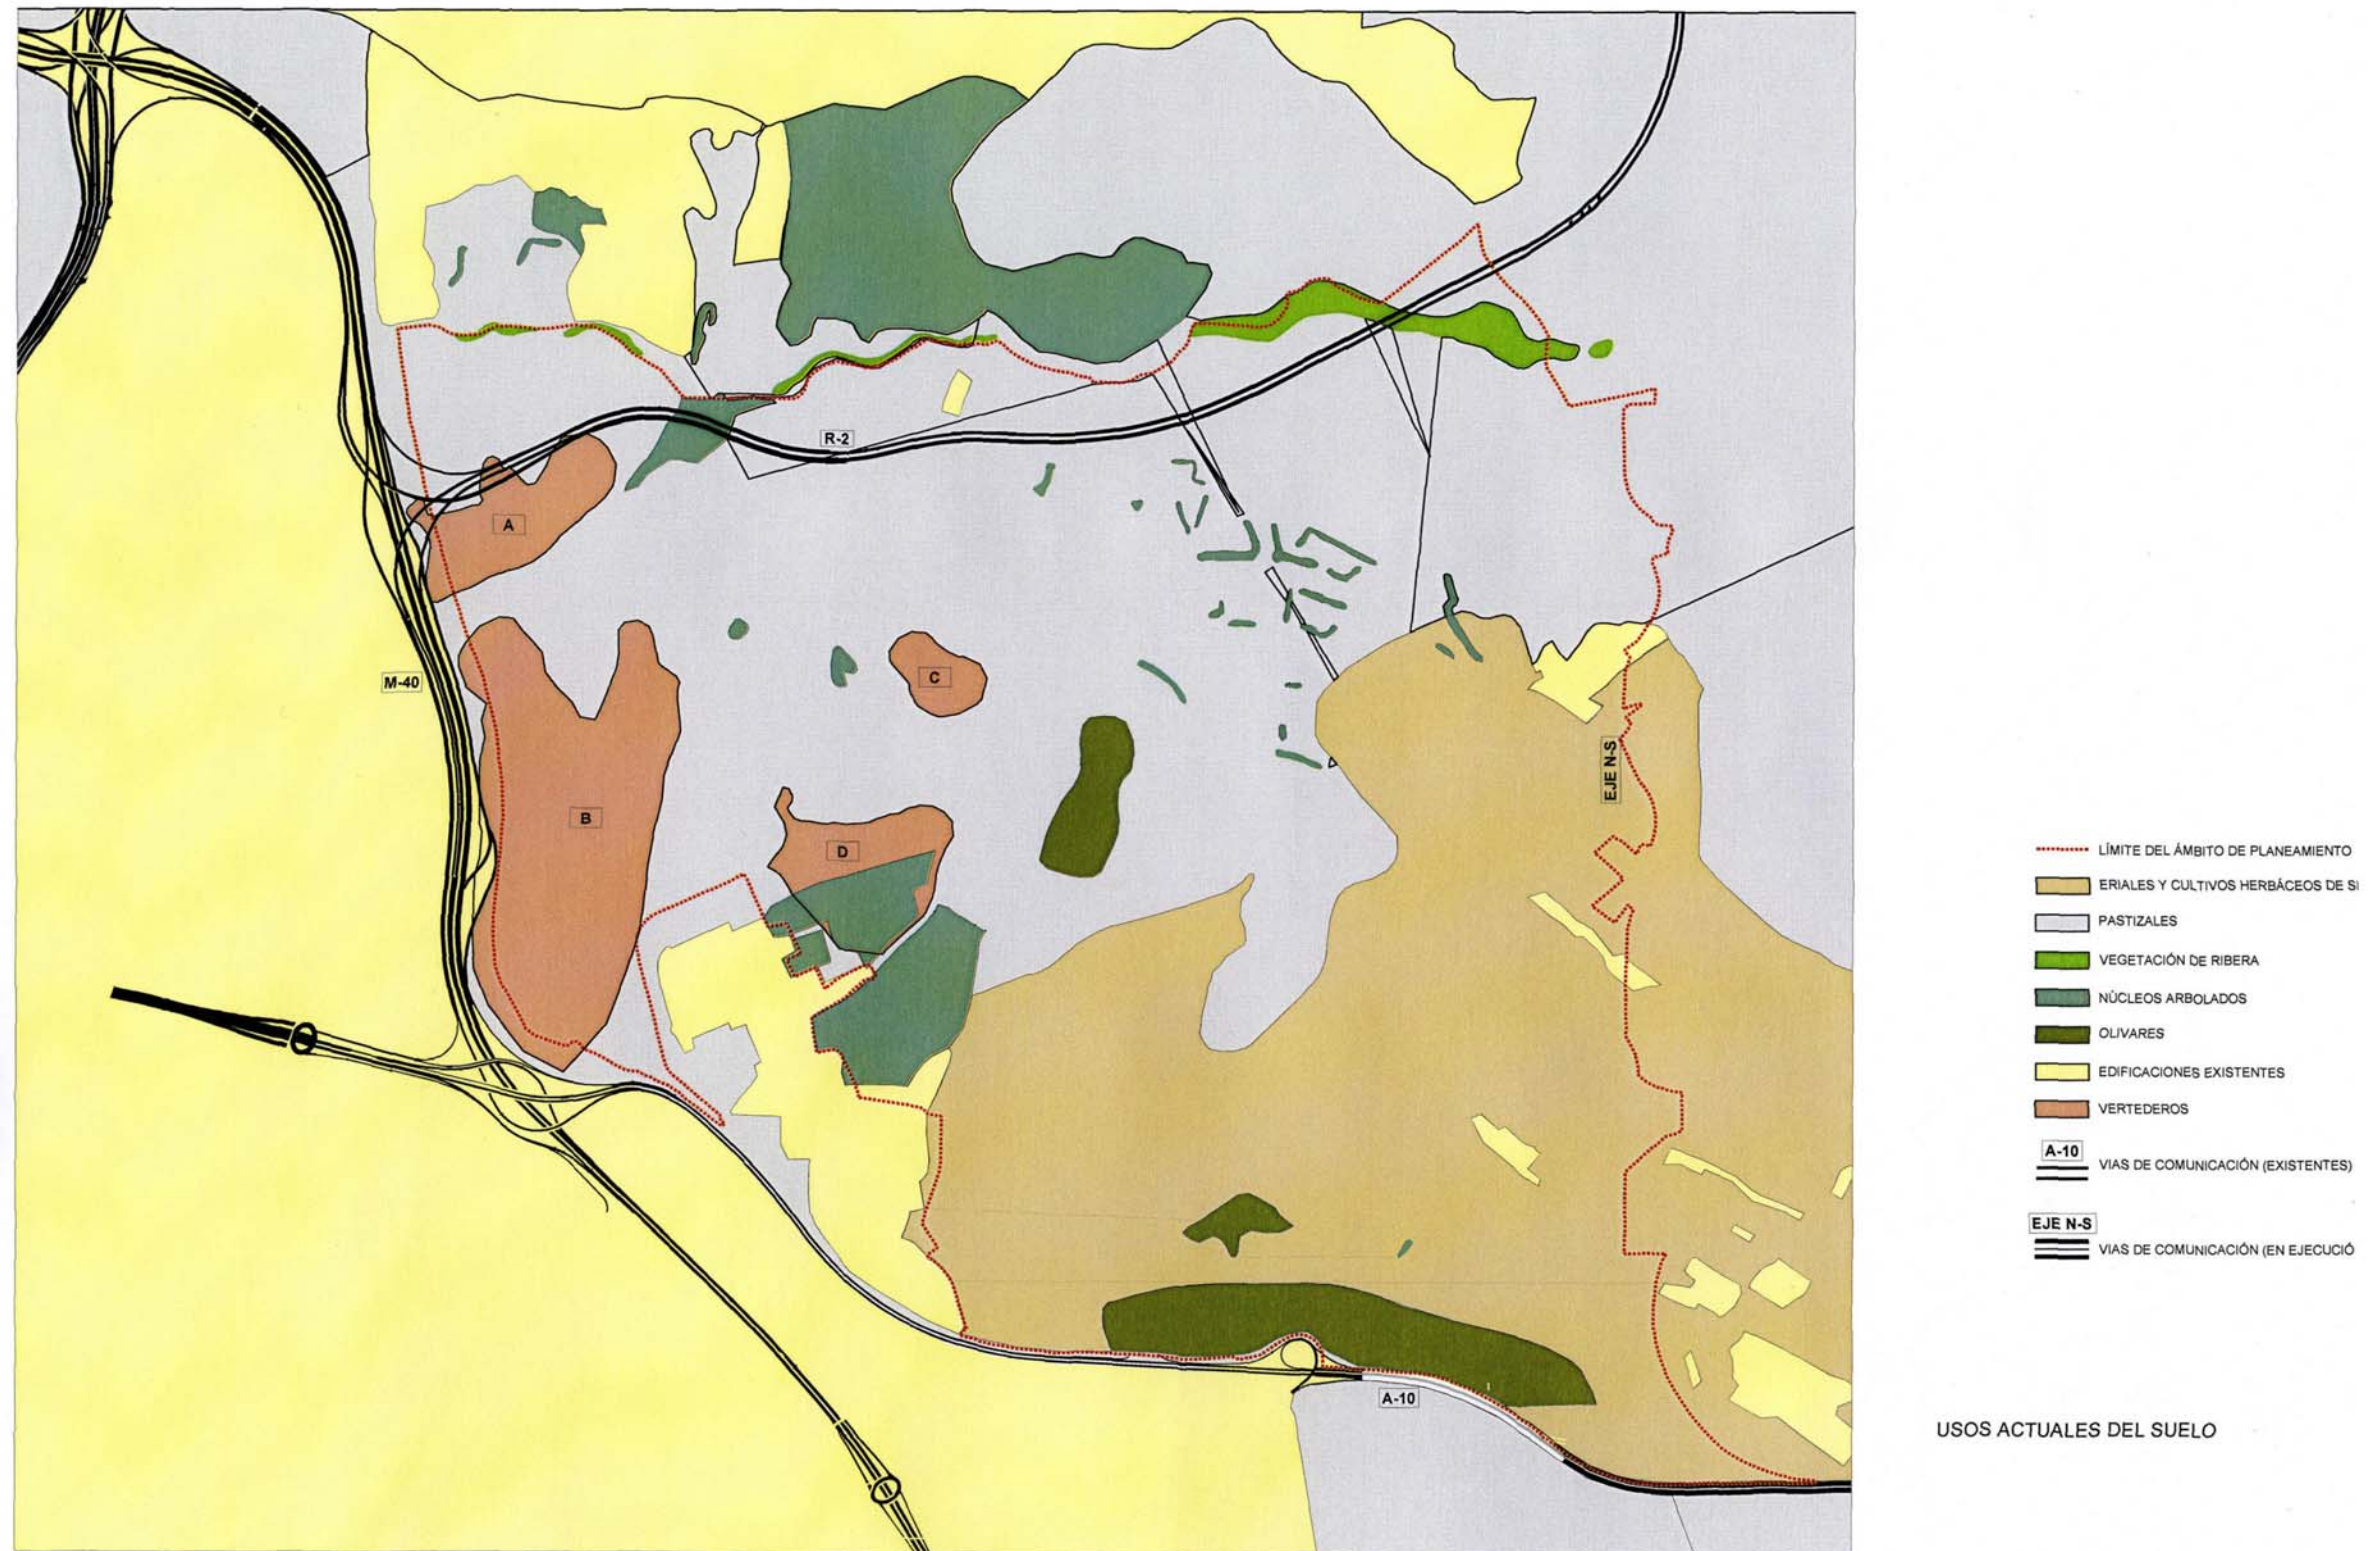 R-2
A
M-40
C
EJE N-S
B
D
A-10
LÍMITE DEL ÁMBITO DE PLANEAMIENTO
ERIALES Y CULTIVOS HERBÁCEOS DE
PASTIZALES
VEGETACIÓN DE RIBERA
NÚCLEOS ARBOLADOS
OLIVARES
EDIFICACIONES EXISTENTES
VERTEDEROS
A-10
VIAS DE COMUNICACIÓN (EXISTENTES)
EJE N-S
VIAS DE COMUNICACIÓN (EN EJECUCIÓ
USOS ACTUALES DEL SUELO